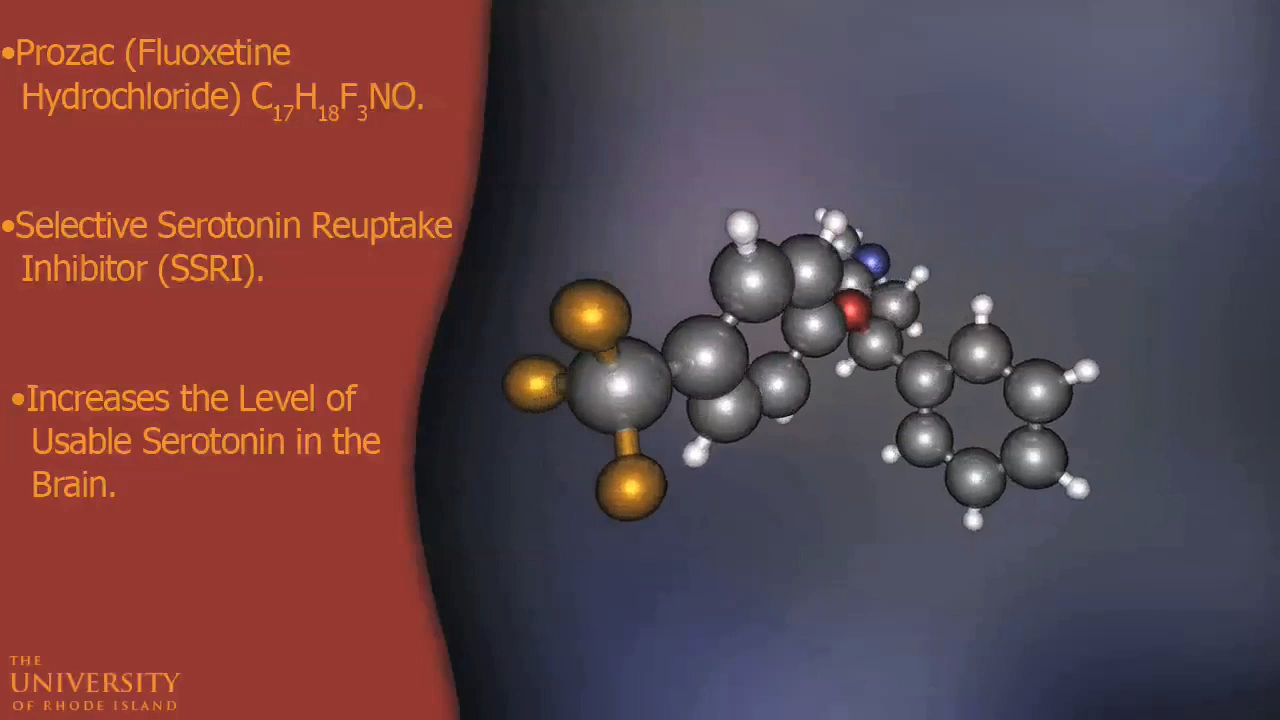 •Prozac (Fluoxetine
Hydrochloride) C₁₇H₁₈F₃NO.
•Selective Serotonin Reuptake
Inhibitor (SSRI).
•Increases the Level of
Usable Serotonin in the
Brain.
THE
UNIVERSITY
OF RHODE ISLAND